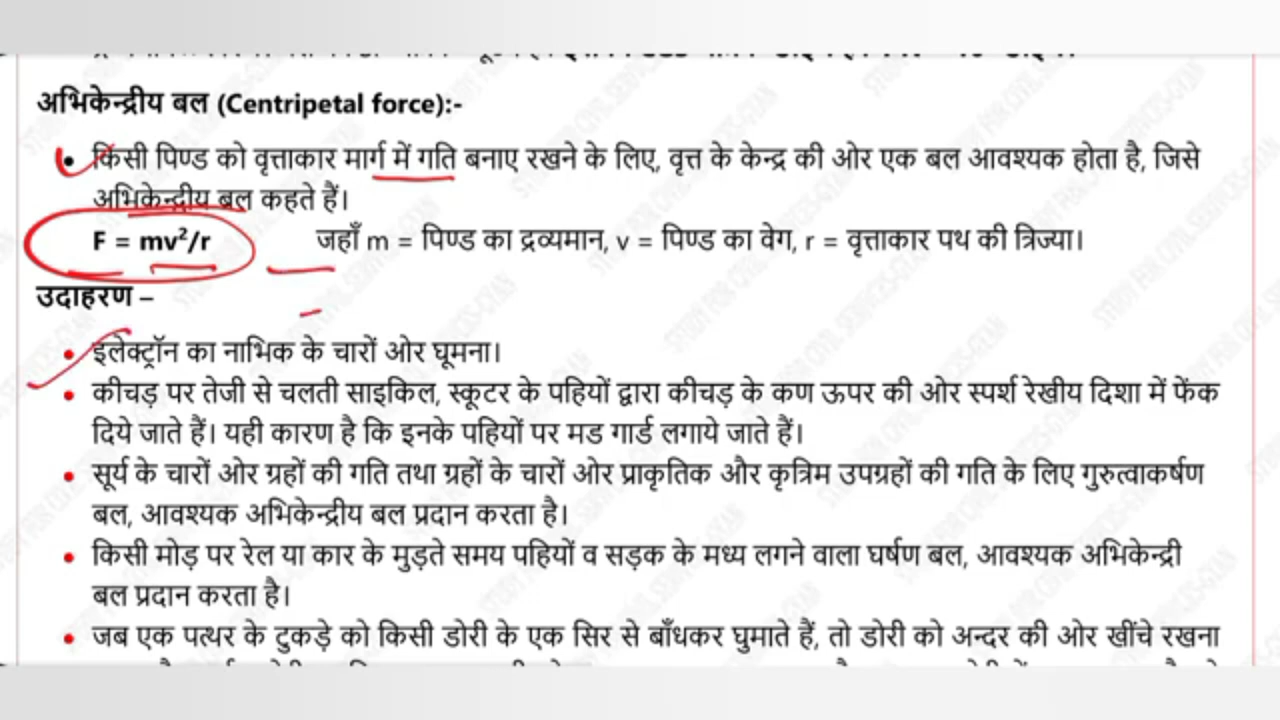 अभिकेन्द्रीय बल (Centripetal force):-
• किसी पिण्ड को वृत्ताकार मार्ग में गति बनाए रखने के लिए, वृत्त के केन्द्र की ओर एक बल आवश्यक होता है, जिसे
अभिकेन्द्रीय बल कहते हैं।
F = mv²/r जहाँ m = पिण्ड का द्रव्यमान, v = पिण्ड का वेग, r = वृत्ताकार पथ की त्रिज्या।
उदाहरण –
• इलेक्ट्रॉन का नाभिक के चारों ओर घूमना।
• कीचड़ पर तेजी से चलती साइकिल, स्कूटर के पहियों द्वारा कीचड़ के कण ऊपर की ओर स्पर्श रेखीय दिशा में फेंक
दिये जाते हैं। यही कारण है कि इनके पहियों पर मड गार्ड लगाये जाते हैं।
• सूर्य के चारों ओर ग्रहों की गति तथा ग्रहों के चारों ओर प्राकृतिक और कृत्रिम उपग्रहों की गति के लिए गुरुत्वाकर्षण
बल, आवश्यक अभिकेन्द्रीय बल प्रदान करता है।
• किसी मोड़ पर रेल या कार के मुड़ते समय पहियों व सड़क के मध्य लगने वाला घर्षण बल, आवश्यक अभिकेन्द्री
बल प्रदान करता है।
• जब एक पत्थर के टुकड़े को किसी डोरी के एक सिर से बाँधकर घुमाते हैं, तो डोरी को अन्दर की ओर खींचे रखना